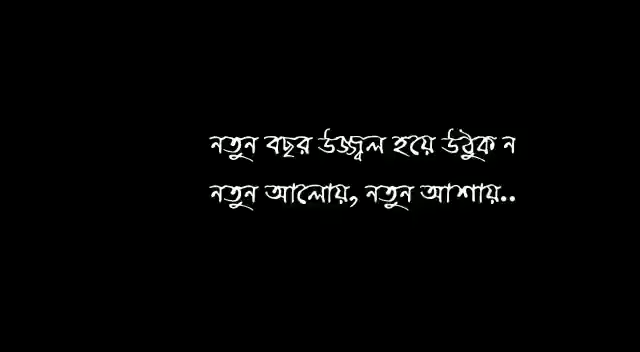 নতুন বছর উজ্জ্বল হয়ে উঠুক ন
নতুন আলোয়, নতুন আশায়..